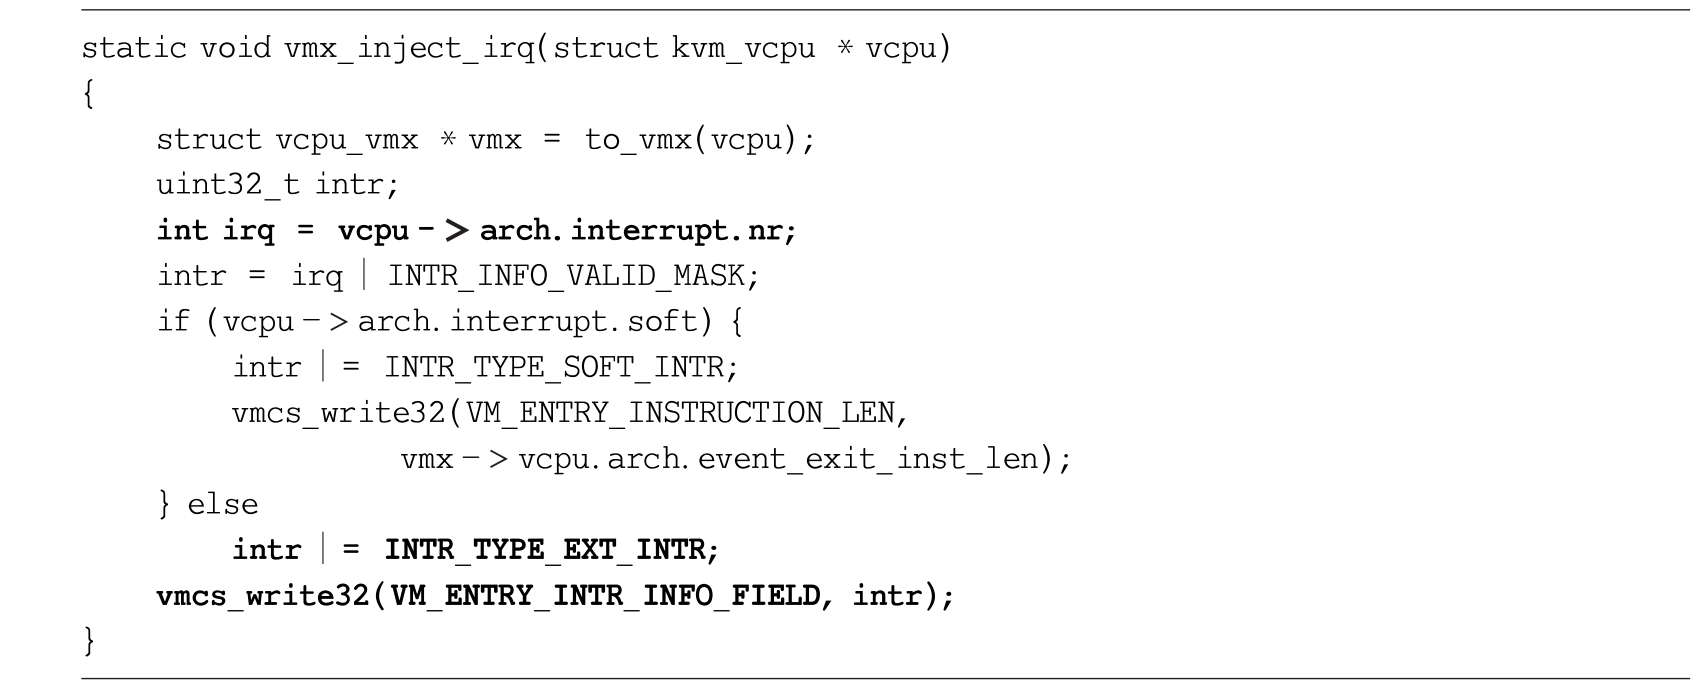 static void vmx_inject_irq(struct kvm_vcpu * vcpu)
{
struct vcpu_vmx * vmx = to_vmx(vcpu);
uint32_t intr;
int irq = vcpu -> arch.interrupt.nr;
intr = irq | INTR_INFO_VALID_MASK;
if (vcpu -> arch.interrupt.soft) {
intr | = INTR_TYPE_SOFT_INTR;
vmcs_write32(VM_ENTRY_INSTRUCTION_LEN,
vmx -> vcpu.arch.event_exit_inst_len);
} else
intr | = INTR_TYPE_EXT_INTR;
vmcs_write32(VM_ENTRY_INTR_INFO_FIELD, intr);
}